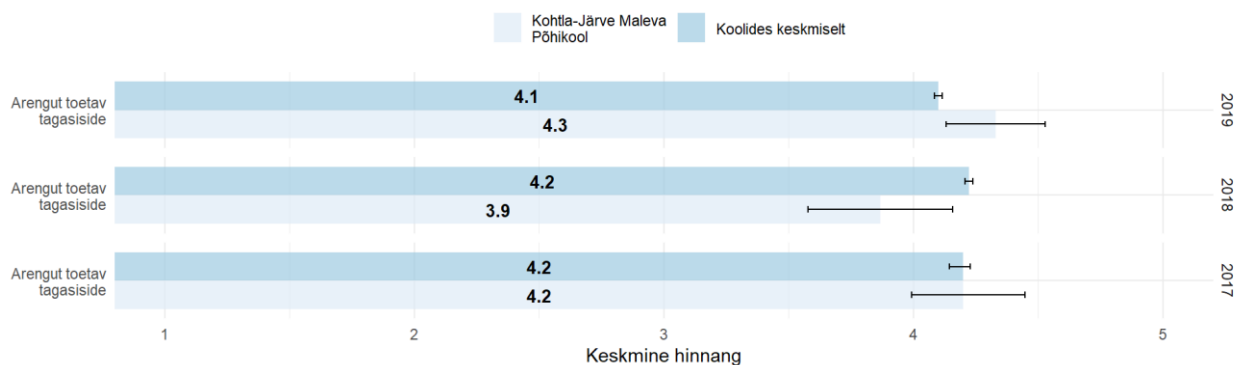 Kohtla-Järve Maleva
Põhikool
Koolides keskmiselt
Arengut toetav
tagasiside
4.1
4.3
2019
Arengut toetav
tagasiside
4.2
3.9
2018
Arengut toetav
tagasiside
4.2
4.2
2017
1 2 3 4 5
Keskmine hinnang